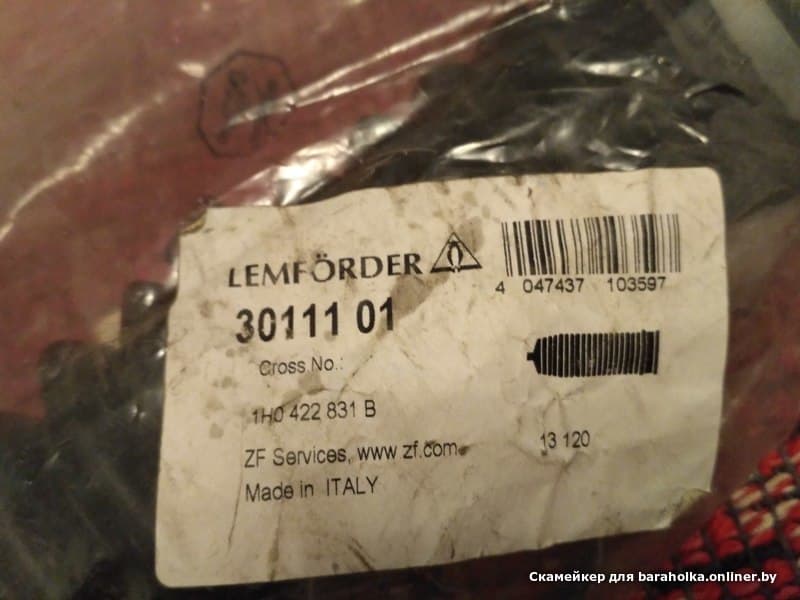 LEMFÖRDER
4 047437 103597
30111 01
Cross No.:
1H0 422 831 B
ZF Services, www zf.com
13 120
Made in ITALY
Скамейкер для baraholka.onliner.by